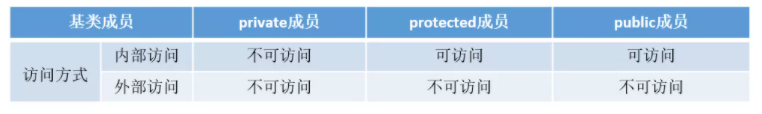 基类成员 private成员 protected成员 public成员
访问方式 内部访问 不可访问 可访问 可访问
外部访问 不可访问 不可访问 不可访问